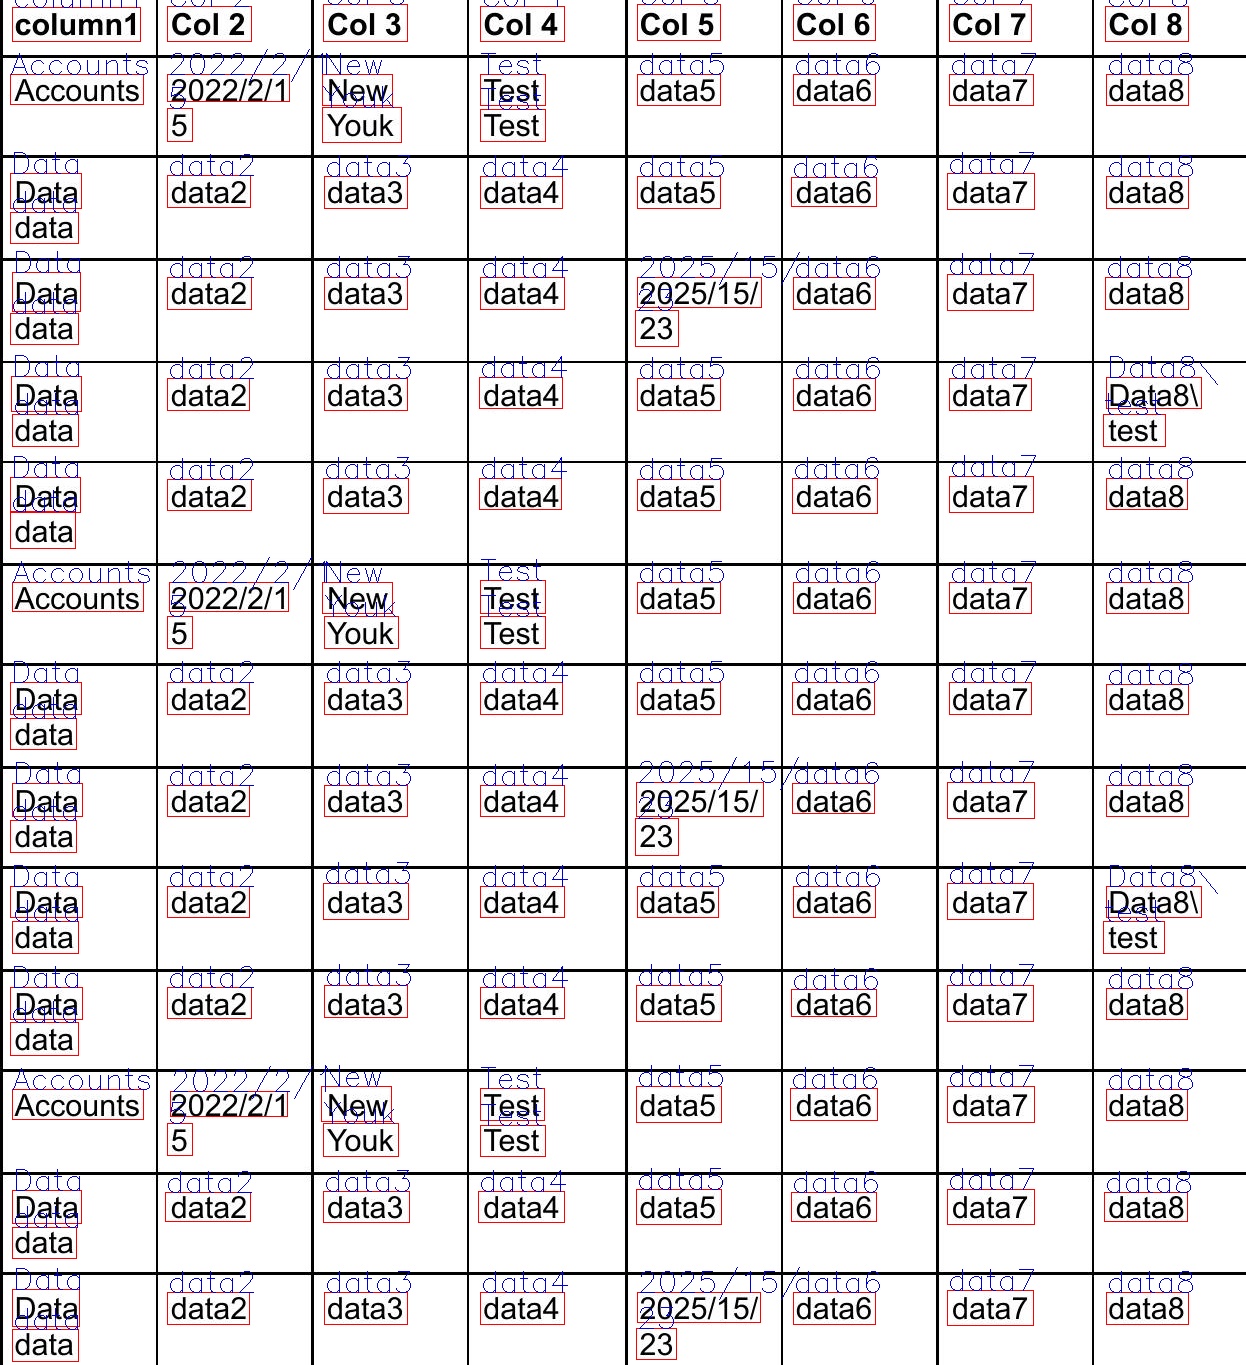 column1 Col 2 Col 3 Col 4 Col 5 Col 6 Col 7 Col 8
Accounts 2022/2/1 New Test data5 data6 data7 data8
5 Youk Test
Data data2 data3 data4 data5 data6 data7 data8
data
Data data2 data3 data4 2025/15/ data6 data7 data8
data 23
Data data2 data3 data4 data5 data6 data7 Data8\
data test
Data data2 data3 data4 data5 data6 data7 data8
data
Accounts 2022/2/1 New Test data5 data6 data7 data8
5 Youk Test
Data data2 data3 data4 data5 data6 data7 data8
data
Data data2 data3 data4 2025/15/ data6 data7 data8
data 23
Data data2 data3 data4 data5 data6 data7 Data8\
data test
Data data2 data3 data4 data5 data6 data7 data8
data
Accounts 2022/2/1 New Test data5 data6 data7 data8
5 Youk Test
Data data2 data3 data4 data5 data6 data7 data8
data
Data data2 data3 data4 2025/15/ data6 data7 data8
data 23